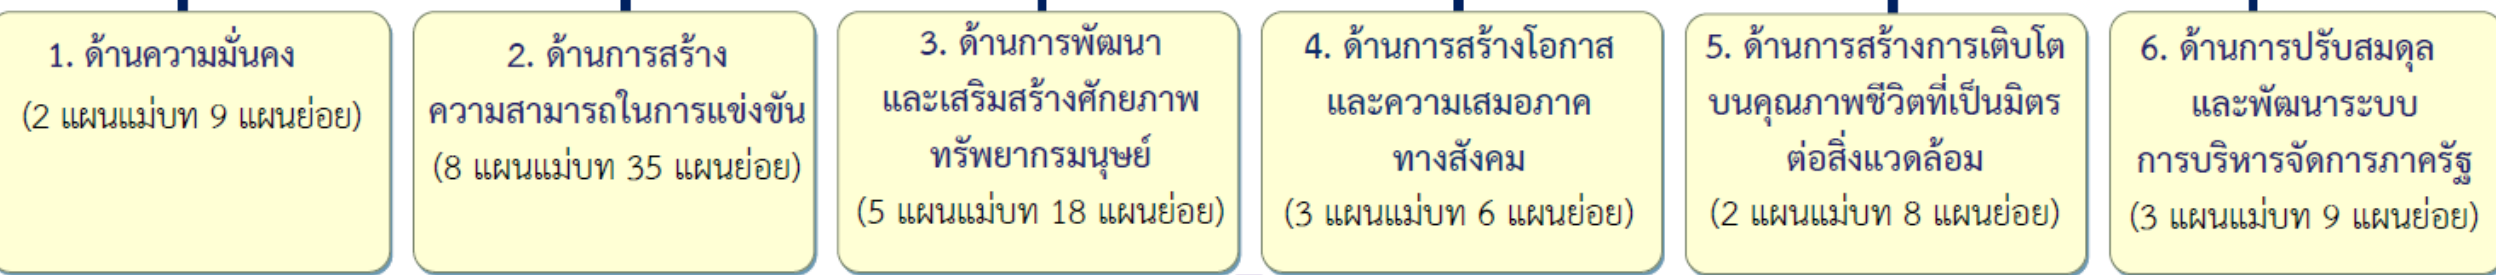 1. ด้านความมั่นคง
(2 แผนแม่บท 9 แผนย่อย)
2. ด้านการสร้าง
ความสามารถในการแข่งขัน
(8 แผนแม่บท 35 แผนย่อย)
3. ด้านการพัฒนา
และเสริมสร้างศักยภาพ
ทรัพยากรมนุษย์
(5 แผนแม่บท 18 แผนย่อย)
4. ด้านการสร้างโอกาส
และความเสมอภาค
ทางสังคม
(3 แผนแม่บท 6 แผนย่อย)
5. ด้านการสร้างการเติบโต
บนคุณภาพชีวิตที่เป็นมิตร
ต่อสิ่งแวดล้อม
(2 แผนแม่บท 8 แผนย่อย)
6. ด้านการปรับสมดุล
และพัฒนาระบบ
การบริหารจัดการภาครัฐ
(3 แผนแม่บท 9 แผนย่อย)